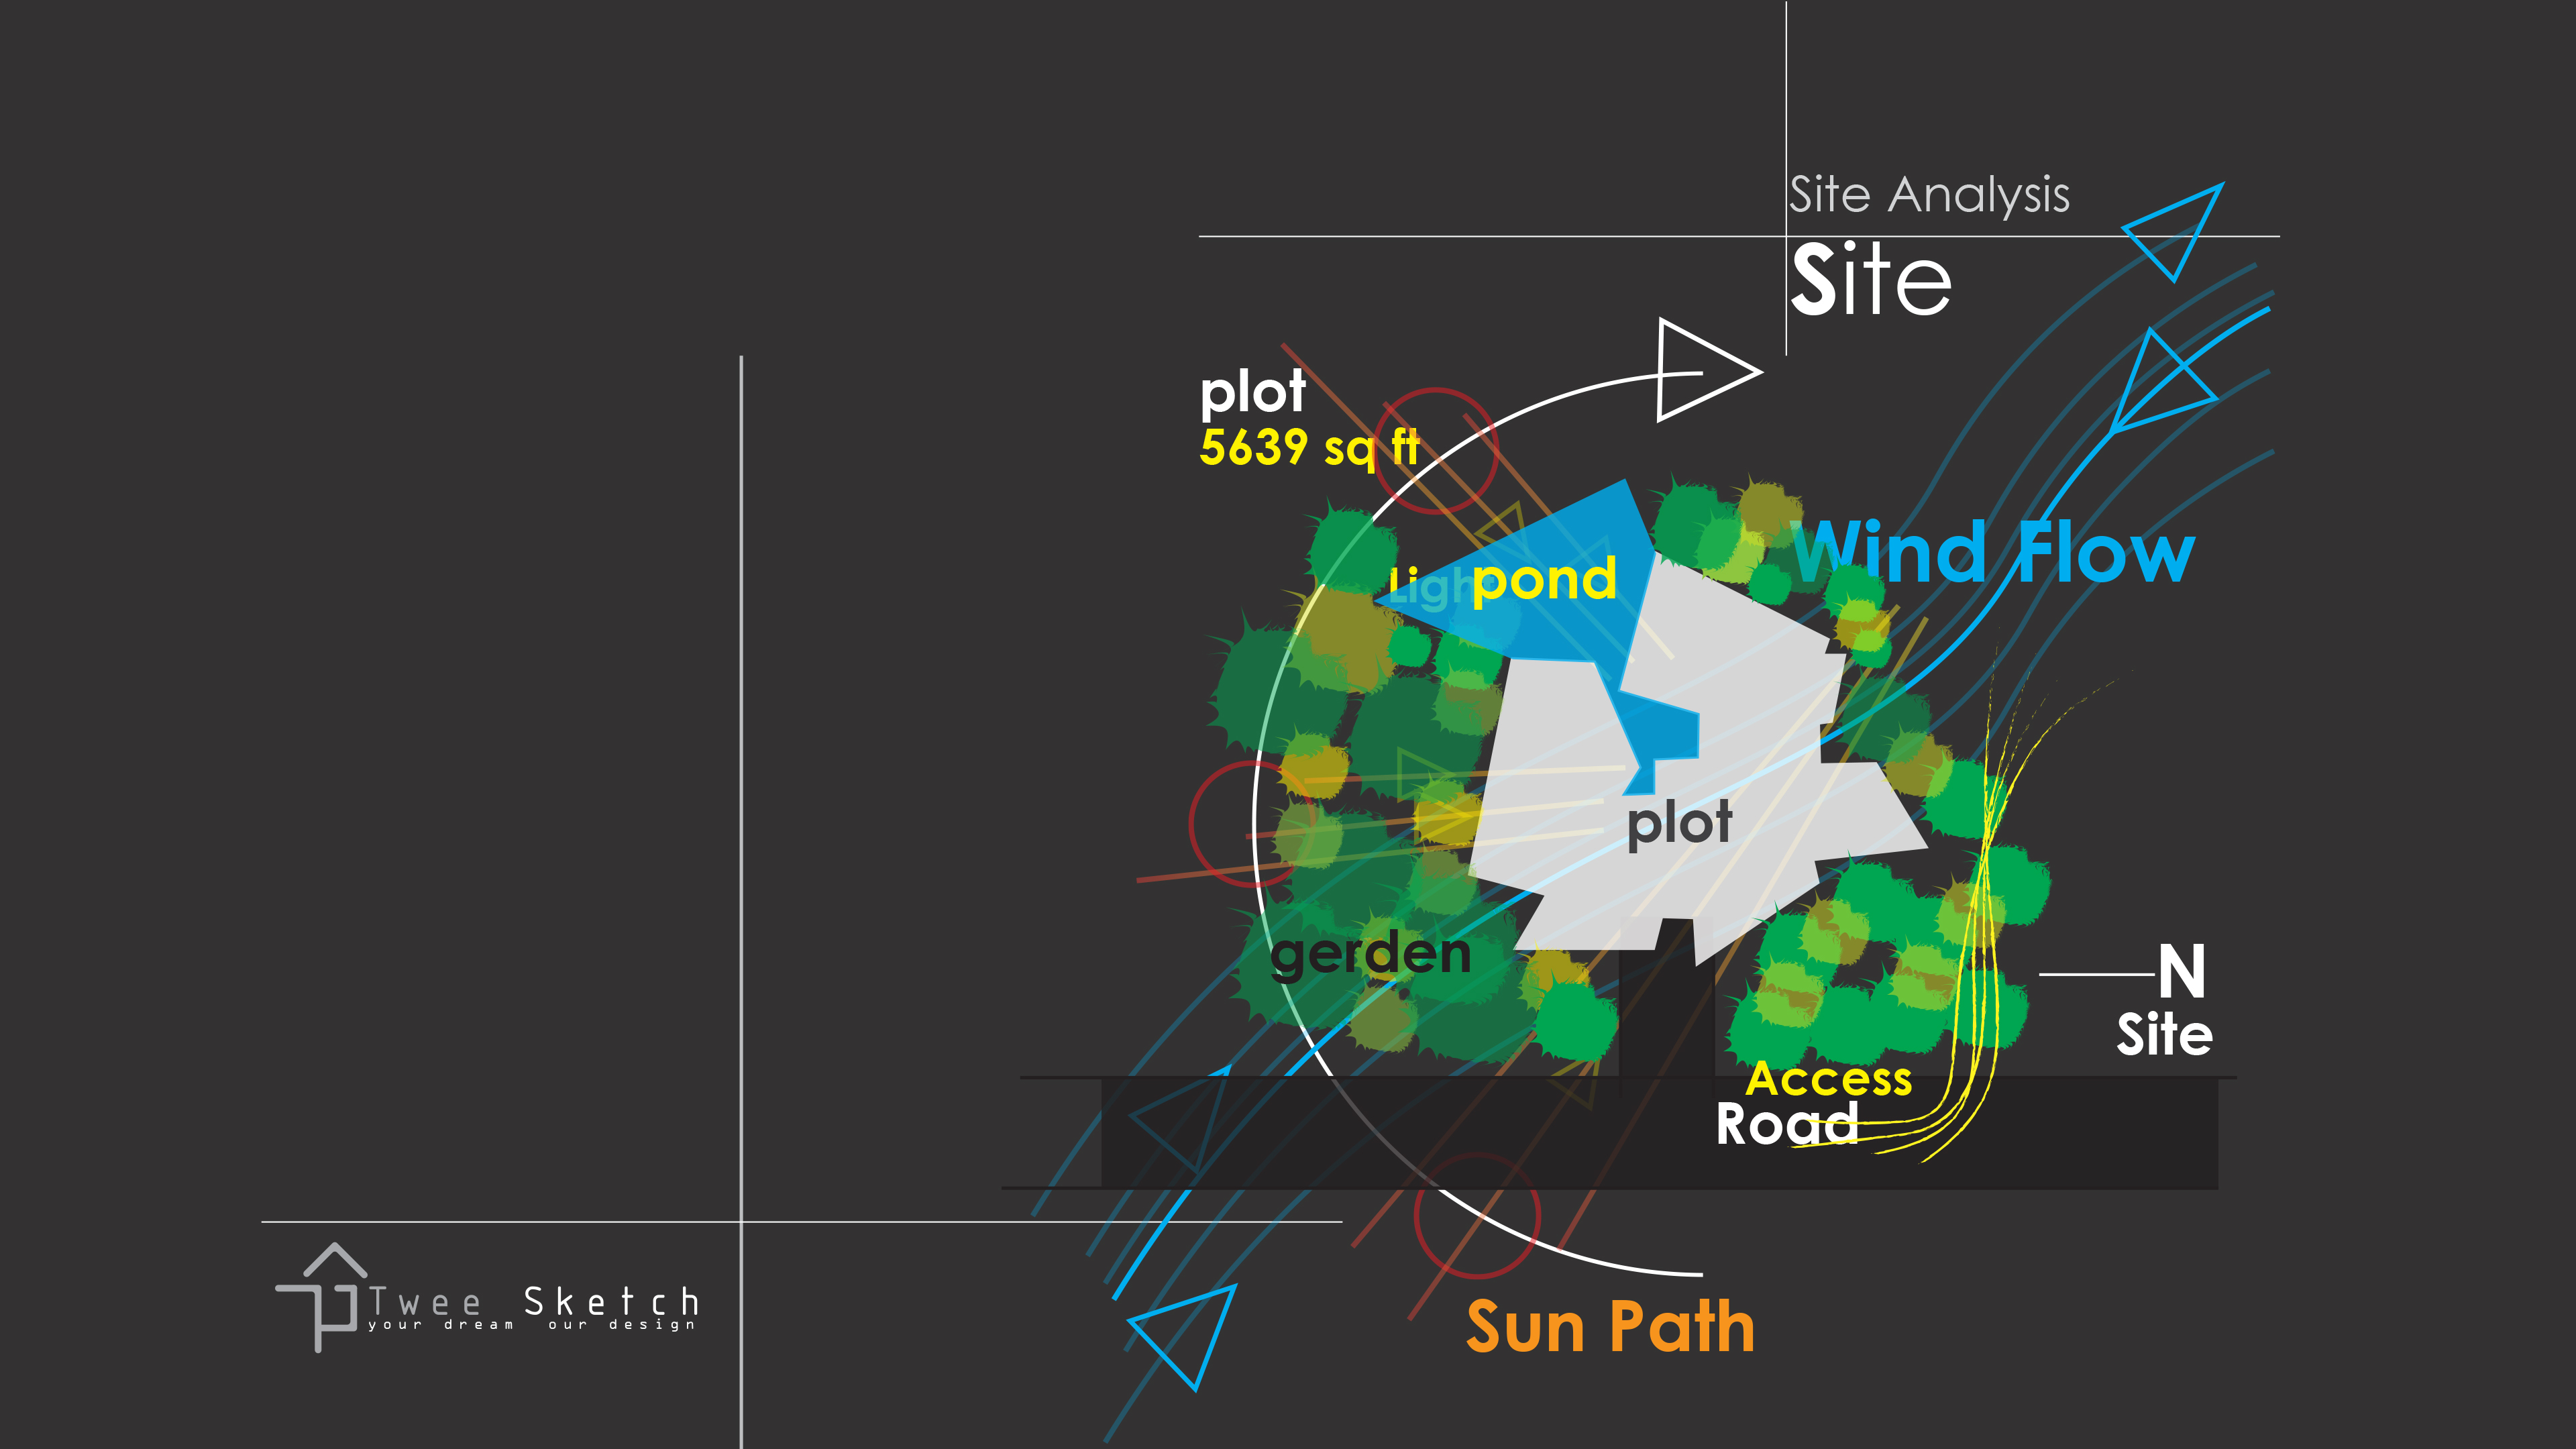 Site Analysis
Site
plot
5639 sq ft
Wind Flow
Light
pond
plot
gerden
N
Site
Access
Road
Sun Path
Twee Sketch
your dream our design